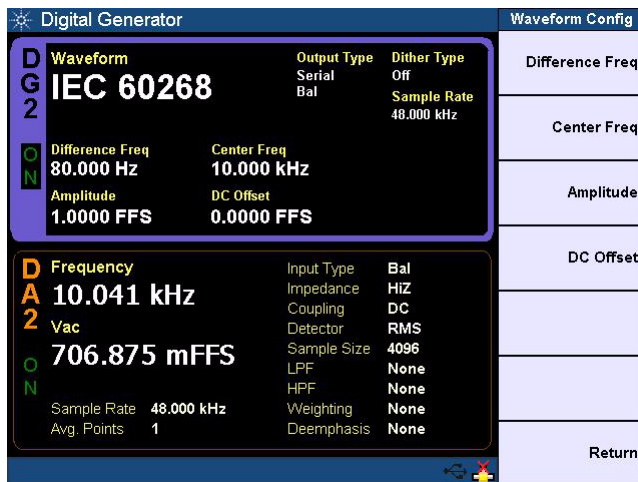 Digital Generator
Waveform Config
DG2
ON
Waveform
IEC 60268
Output Type
Serial
Bal
Dither Type
Off
Sample Rate
48.000 kHz
Difference Freq
80.000 Hz
Center Freq
10.000 kHz
Amplitude
1.0000 FFS
DC Offset
0.0000 FFS
DA2
ON
Frequency
10.041 kHz
Vac
706.875 mFFS
Sample Rate 48.000 kHz
Avg. Points 1
Input Type Bal
Impedance HiZ
Coupling DC
Detector RMS
Sample Size 4096
LPF None
HPF None
Weighting None
Deemphasis None
Difference Freq
Center Freq
Amplitude
DC Offset
Return